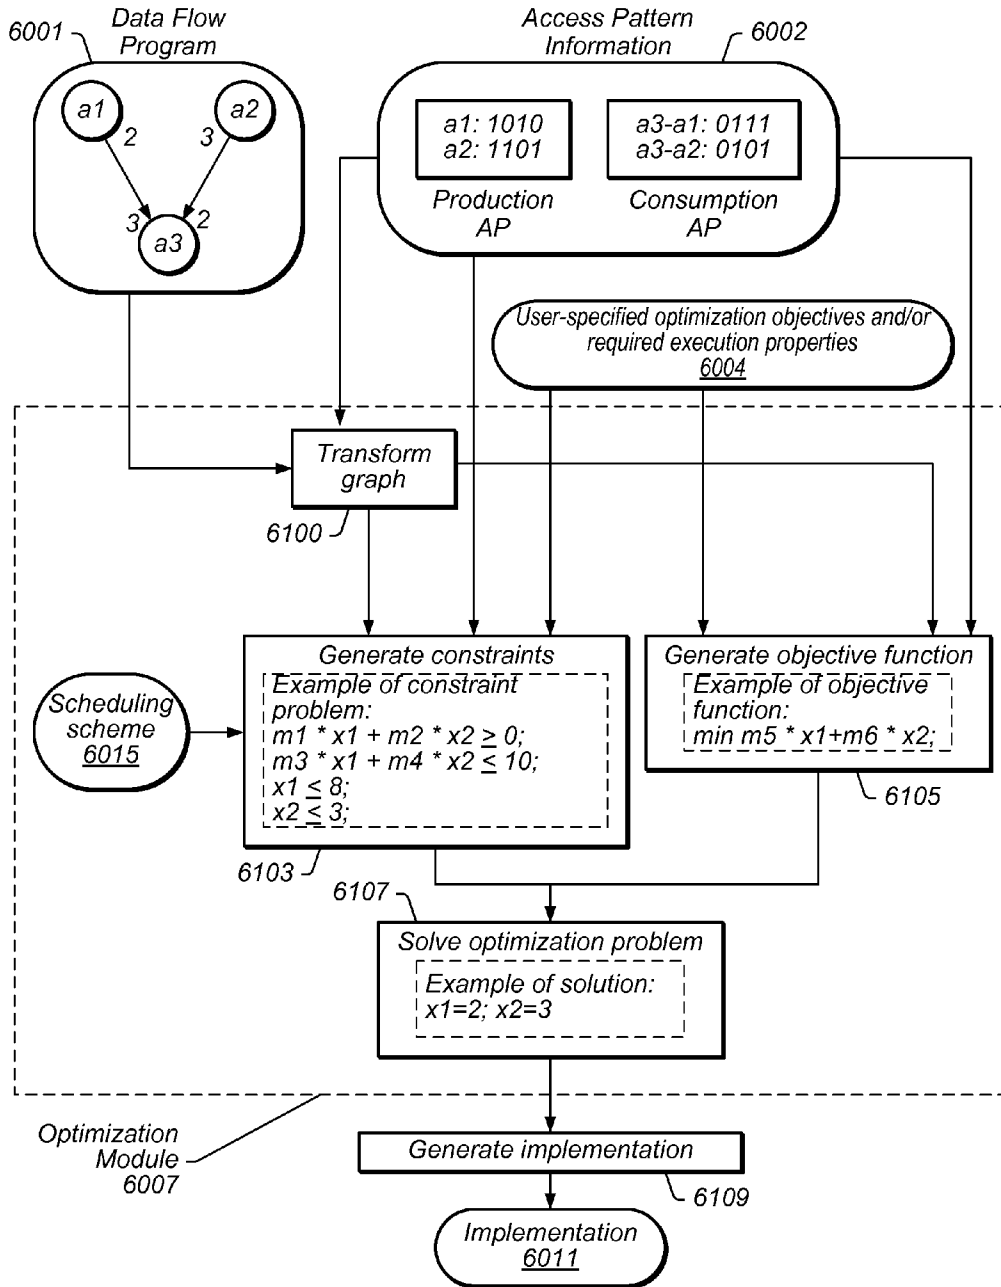 Data Flow
Program
6001
a1
a2
2
3
3
2
a3
Access Pattern
Information
6002
a1: 1010
a2: 1101
a3-a1: 0111
a3-a2: 0101
Production
AP
Consumption
AP
User-specified optimization objectives and/or
required execution properties
6004
Transform
graph
6100
Scheduling
scheme
6015
Generate constraints
Example of constraint
problem:
m1 * x1 + m2 * x2 ≥ 0;
m3 * x1 + m4 * x2 ≤ 10;
x1 ≤ 8;
x2 ≤ 3;
6103
Generate objective function
Example of objective
function:
min m5 * x1+m6 * x2;
6105
6107
Solve optimization problem
Example of solution:
x1=2; x2=3
Optimization
Module
6007
Generate implementation
6109
Implementation
6011